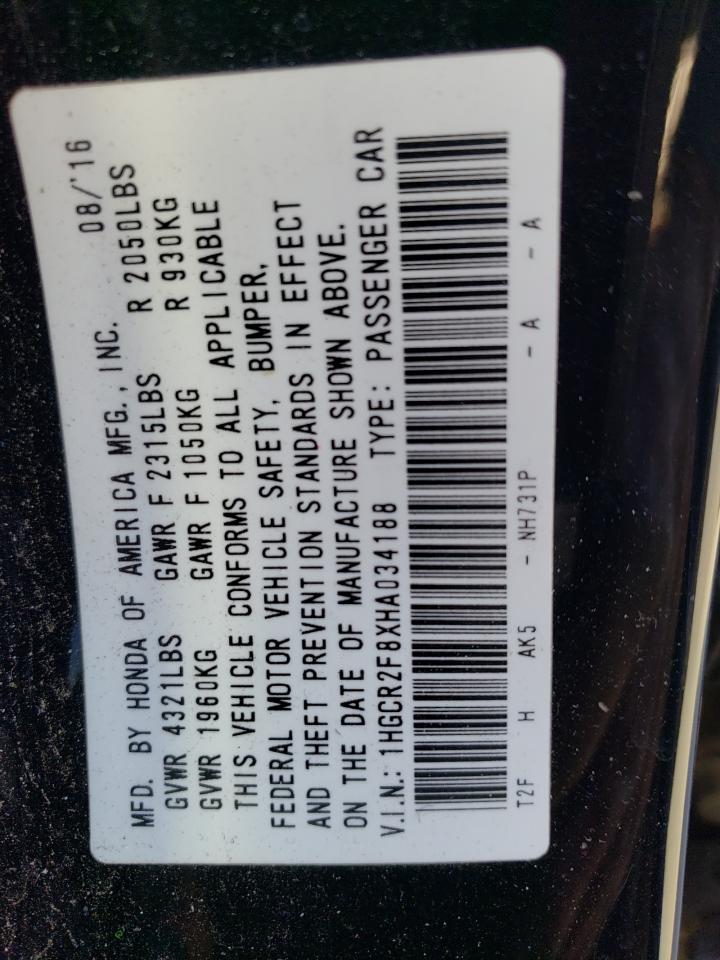 MFD. BY HONDA OF AMERICA MFG., INC. 08/'16
GVWR 4321LBS GAWR F 2315LBS R 2050LBS
GVWR 1960KG GAWR F 1050KG R 930KG
THIS VEHICLE CONFORMS TO ALL APPLICABLE
FEDERAL MOTOR VEHICLE SAFETY, BUMPER,
AND THEFT PREVENTION STANDARDS IN EFFECT
ON THE DATE OF MANUFACTURE SHOWN ABOVE.
V.I.N.: 1HGCR2F8XHA034188 TYPE: PASSENGER CAR
T2F H AK5 - NH731P - A - A